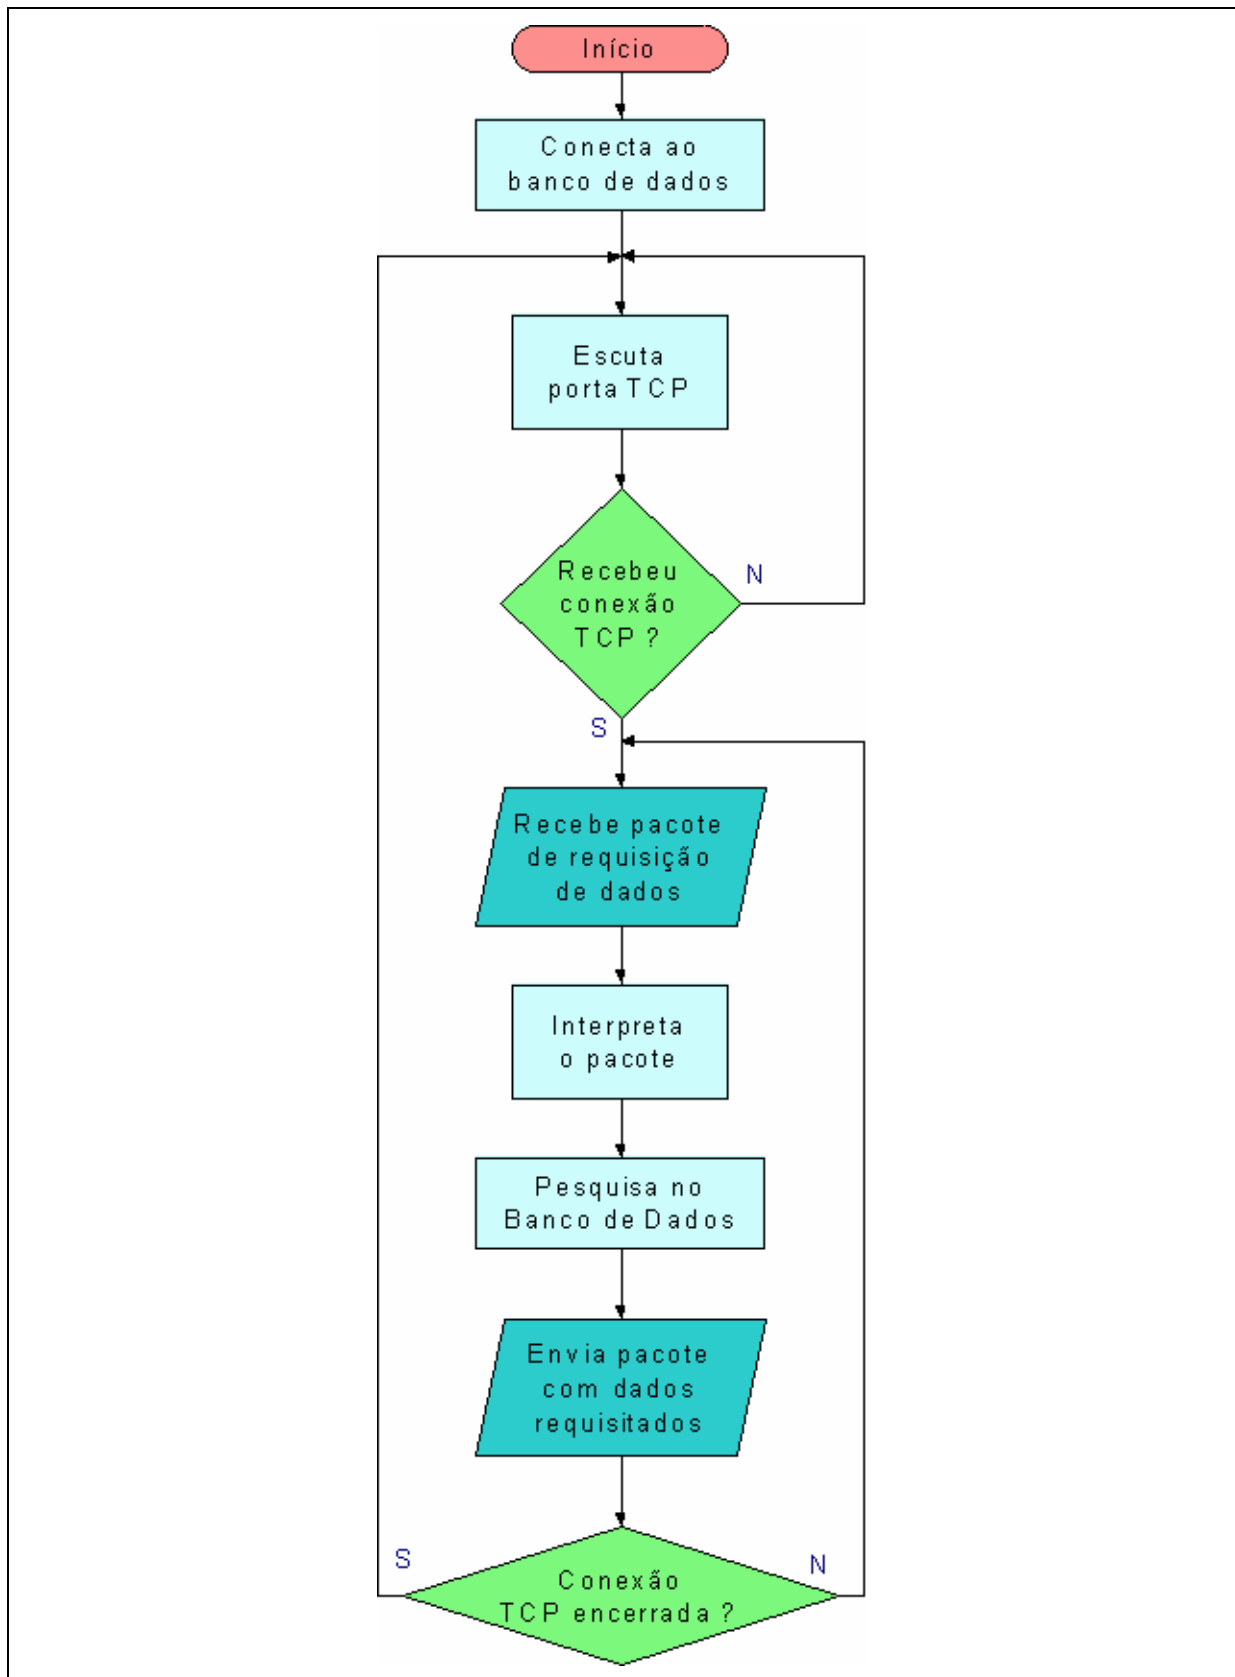 Início
Conecta ao
banco de dados
Escuta
porta TCP
Recebeu
conexão
TCP ?
N
S
Recebe pacote
de requisição
de dados
Interpreta
o pacote
Pesquisa no
Banco de Dados
Envia pacote
com dados
requisitados
S
N
Conexão
TCP encerrada ?